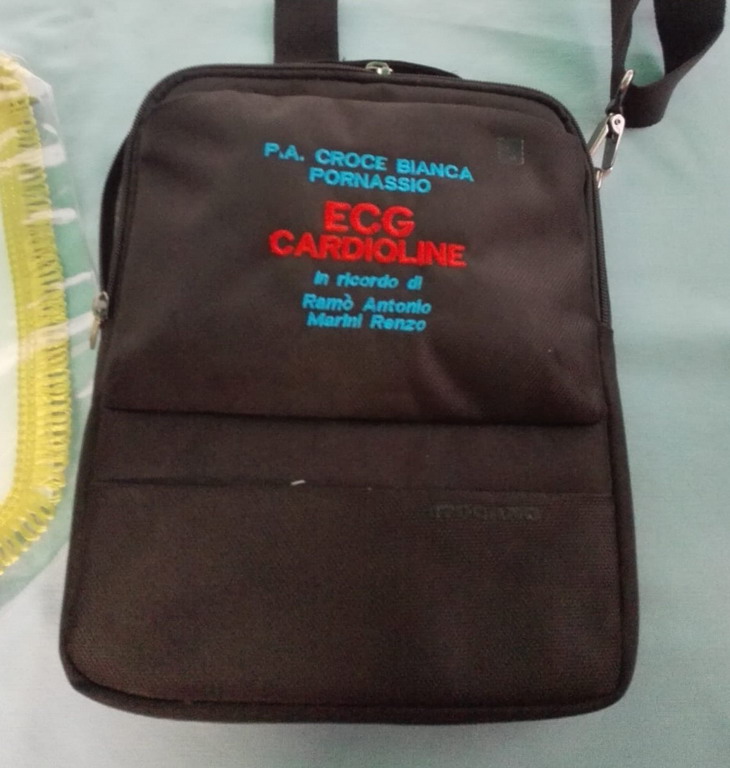 P.A. CROCE BIANCA
PORNASSIO
ECG
CARDIOLINE
in ricordo di
Ramò Antonio
Marini Renzo